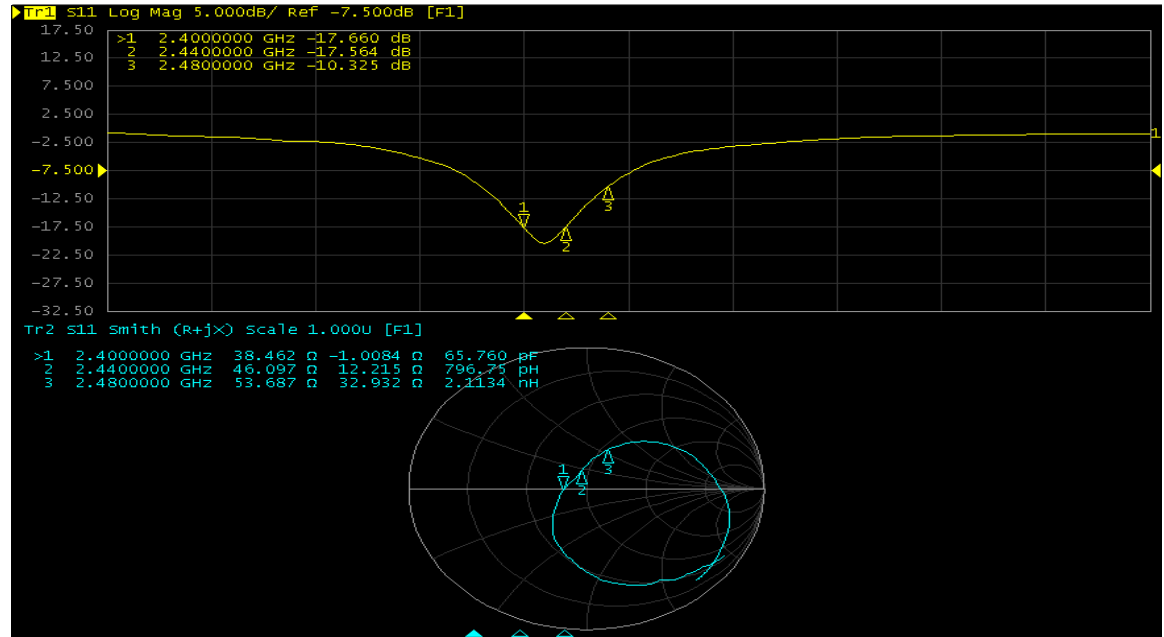 Tr1 S11 Log Mag 5.000dB/ Ref -7.500dB [F1]
17.50
>1 2.4000000 GHz -17.660 dB
2 2.4400000 GHz -17.564 dB
3 2.4800000 GHz -10.325 dB
12.50
7.500
2.500
-2.500
1
-7.500
-12.50
3
1
-17.50
2
-22.50
-27.50
-32.50
Tr2 S11 Smith (R+jX) Scale 1.000U [F1]
>1 2.4000000 GHz 38.462 Ω -1.0084 Ω 65.760 pF
2 2.4400000 GHz 46.097 Ω 12.215 Ω 796.75 pH
3 2.4800000 GHz 53.687 Ω 32.932 Ω 2.1134 nH
1
3
2